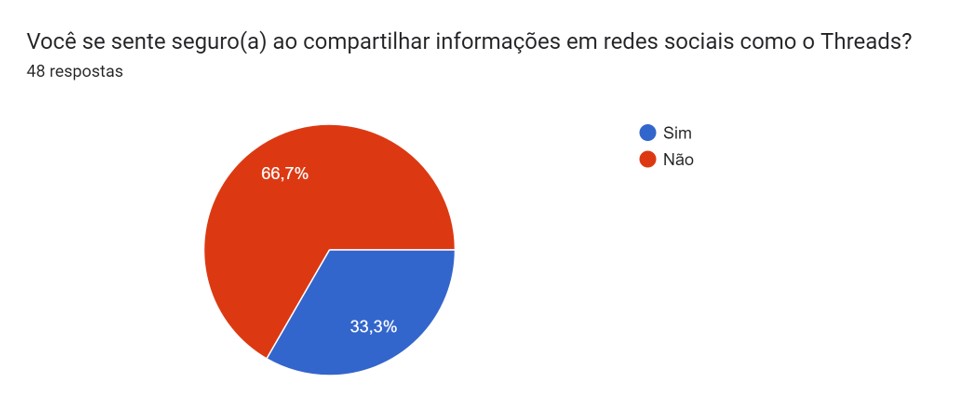 Você se sente seguro(a) ao compartilhar informações em redes sociais como o Threads?
48 respostas
Sim
Não
66,7%
33,3%